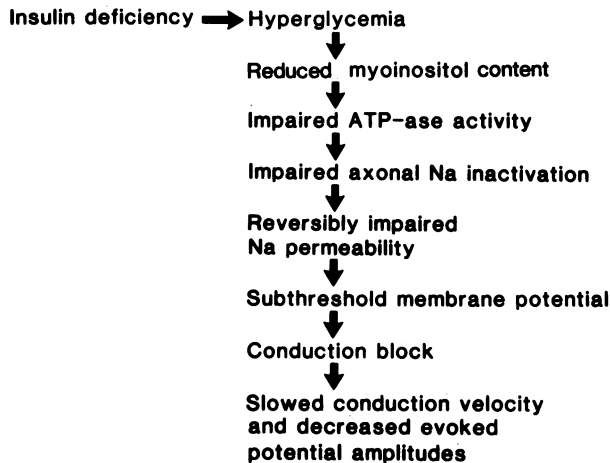 Insulin deficiency Hyperglycemia
Reduced myoinositol content
Impaired ATP-ase activity
Impaired axonal Na inactivation
Reversibly impaired
Na permeability
Subthreshold membrane potential
Conduction block
Slowed conduction velocity
and decreased evoked
potential amplitudes